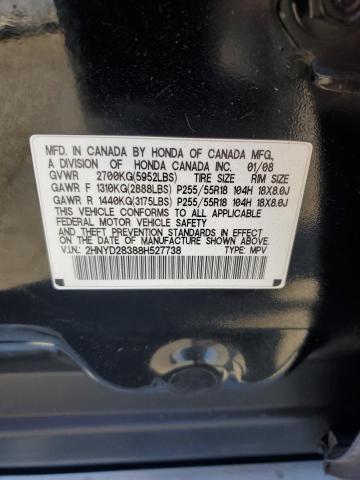 MFD. IN CANADA BY HONDA OF CANADA MFG.,
A DIVISION OF HONDA CANADA INC. 01/08
GVWR 2700KG(5952LBS) TIRE SIZE RIM SIZE
GAWR F 1310KG(2888LBS) P255/55R18 104H 18X8.0J
GAWR R 1440KG(3175LBS) P255/55R18 104H 18X8.0J
THIS VEHICLE CONFORMS TO ALL APPLICABLE
FEDERAL MOTOR VEHICLE SAFETY STANDARDS IN
EFFECT ON THE DATE OF MANUFACTURE SHOWN ABOVE.
V.I.N.: 2HNYD28388H527738 TYPE: MPV